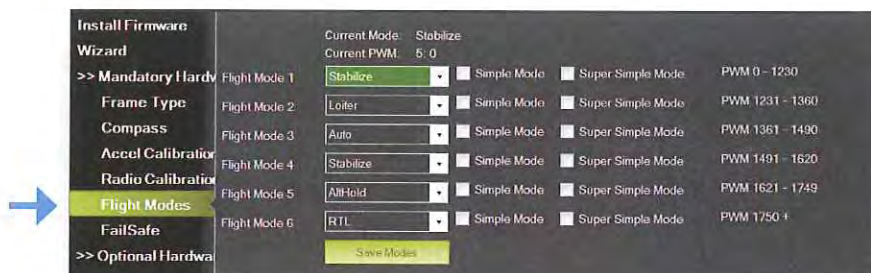 Install Firmware
Wizard
>> Mandatory Hardw
Frame Type
Compass
Accel Calibration
Radio Calibration
Flight Modes
FailSafe
>> Optional Hardwa
Current Mode: Stabilize
Current PWM: 5: 0
Flight Mode 1 Stabilize Simple Mode Super Simple Mode PWM 0 - 1230
Flight Mode 2 Loiter Simple Mode Super Simple Mode PWM 1231 - 1360
Flight Mode 3 Auto Simple Mode Super Simple Mode PWM 1361 - 1490
Flight Mode 4 Stabilize Simple Mode Super Simple Mode PWM 1491 - 1620
Flight Mode 5 AltHold Simple Mode Super Simple Mode PWM 1621 - 1749
Flight Mode 6 RTL Simple Mode Super Simple Mode PWM 1750 +
Save Modes